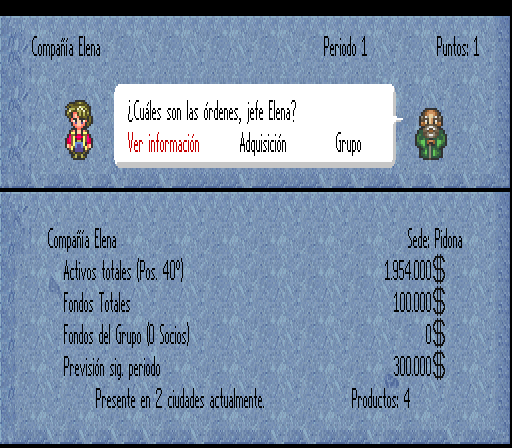 Compañía Elena Periodo 1 Puntos: 1
¿Cuáles son las órdenes, jefe Elena?
Ver información Adquisición Grupo
Compañía Elena Sede: Pidona
Activos totales (Pos. 40º) 1.954.000$
Fondos Totales 100.000$
Fondos del Grupo (0 Socios) 0$
Previsión sig. periodo 300.000$
Presente en 2 ciudades actualmente. Productos: 4